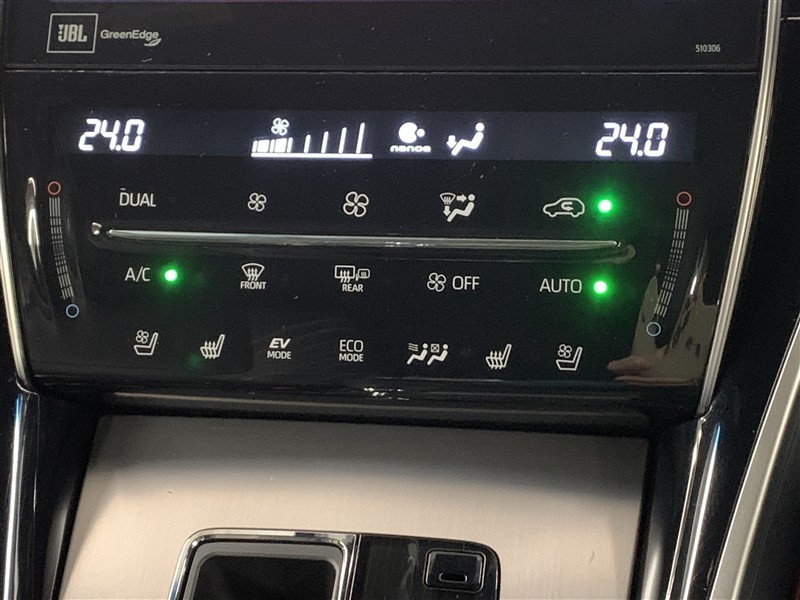 JBL GreenEdge
510306
24.0 nanoe 24.0
DUAL
A/C FRONT REAR OFF AUTO
EV MODE ECO MODE